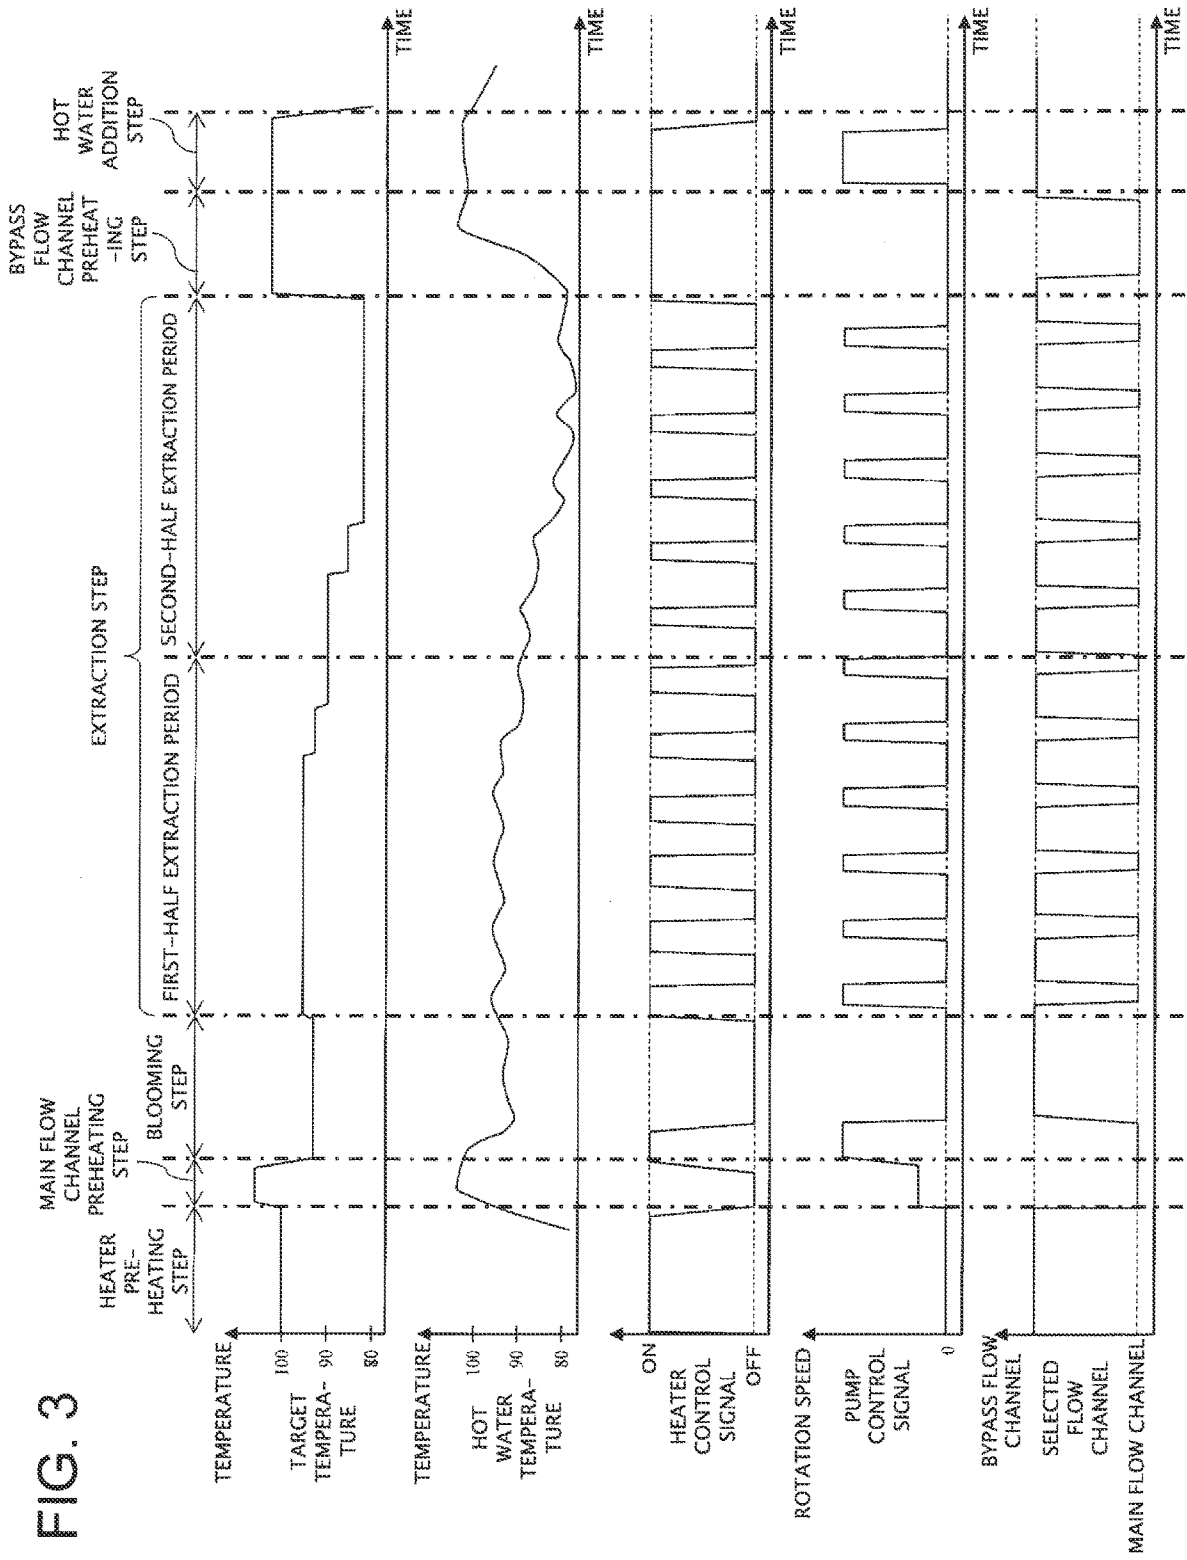 FIG. 3
HEATER
PRE-
HEATING
STEP
MAIN FLOW
CHANNEL
PREHEATING
STEP
BLOOMING
STEP
EXTRACTION STEP
FIRST-HALF EXTRACTION PERIOD
SECOND-HALF EXTRACTION PERIOD
BYPASS
FLOW
CHANNEL
PREHEAT
-ING
STEP
HOT
WATER
ADDITION
STEP
TEMPERATURE
100
90
80
TARGET
TEMPERA-
TURE
TIME
TEMPERATURE
100
90
80
HOT
WATER
TEMPERA-
TURE
TIME
ON
HEATER
CONTROL
SIGNAL
OFF
TIME
ROTATION SPEED
PUMP
CONTROL
SIGNAL
0
TIME
BYPASS FLOW
CHANNEL
SELECTED
FLOW
CHANNEL
MAIN FLOW CHANNEL
TIME